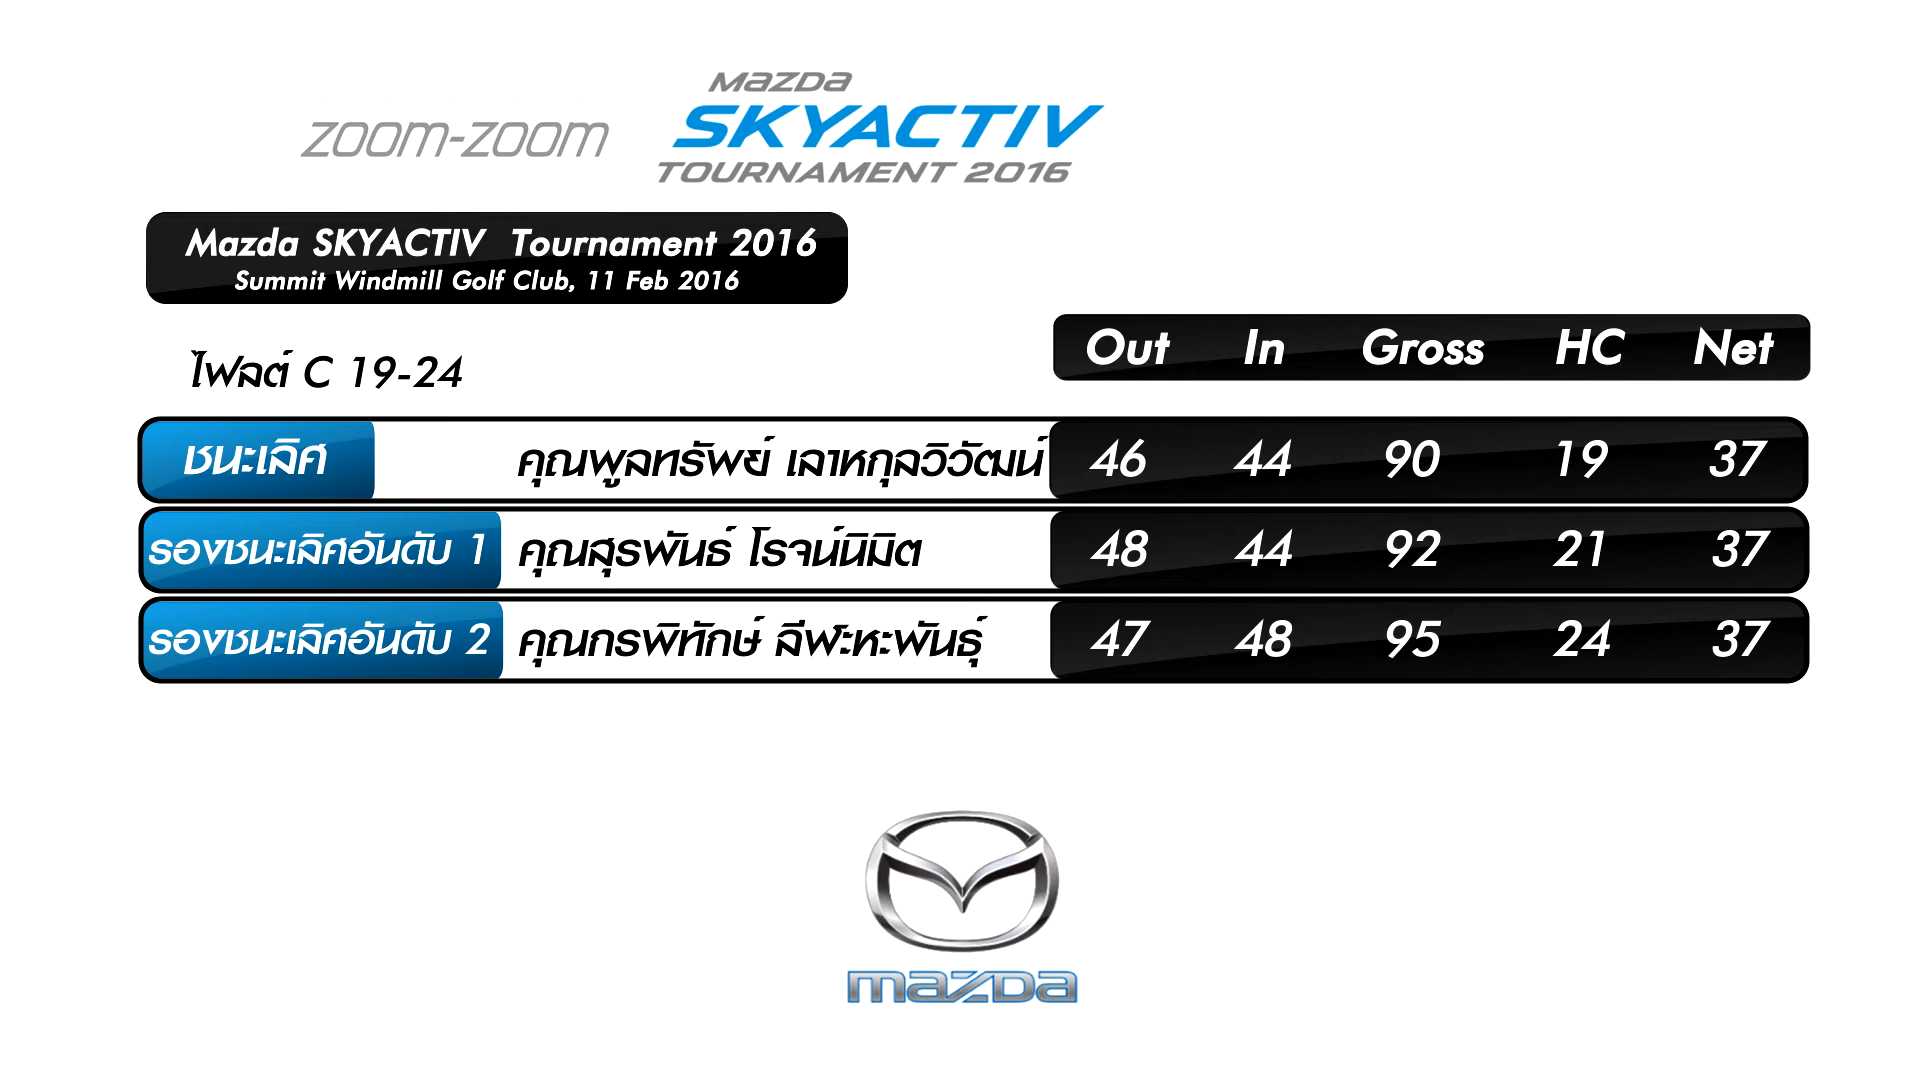 zoom-zoom
mazda
SKYACTIV
TOURNAMENT 2016
Mazda SKYACTIV Tournament 2016
Summit Windmill Golf Club, 11 Feb 2016
ไฟลต์ C 19-24
Out In Gross HC Net
ชนะเลิศ คุณพูลทรัพย์ เลาหกุลวิวัฒน์ 46 44 90 19 37
รองชนะเลิศอันดับ 1 คุณสุรพันธ์ โรจน์นิมิต 48 44 92 21 37
รองชนะเลิศอันดับ 2 คุณกรพิทักษ์ ลีฬะหะพันธุ์ 47 48 95 24 37
mazda